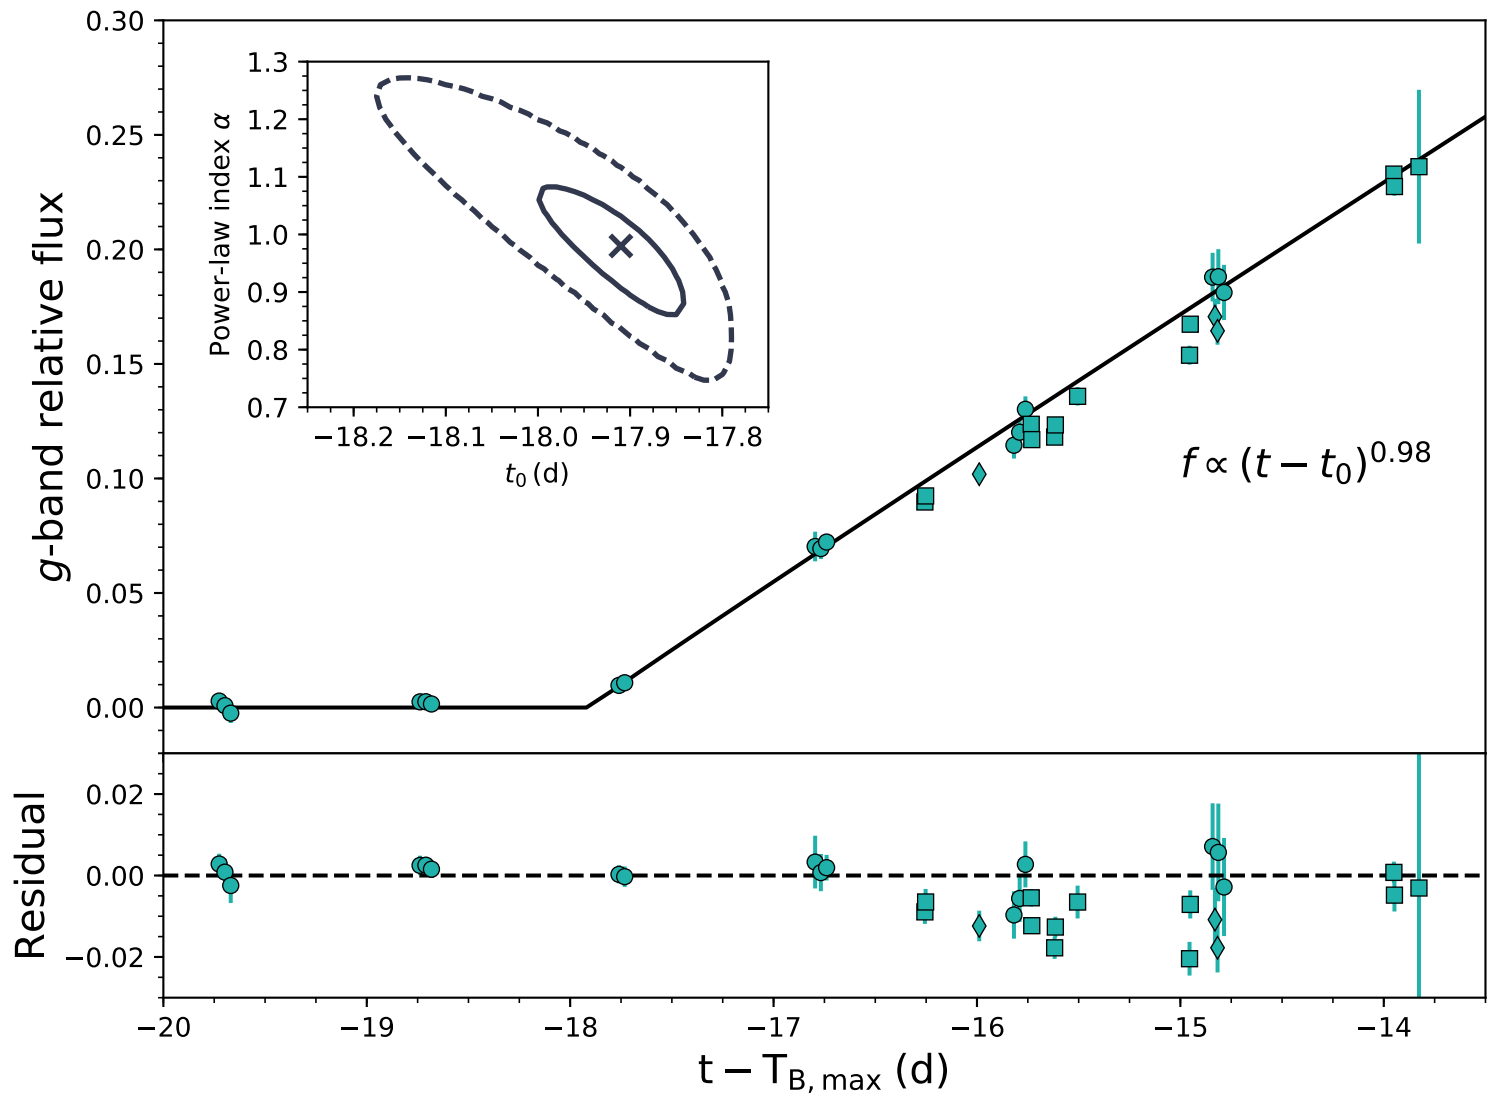 0.30
0.25
0.20
0.15
0.10
0.05
0.00
g-band relative flux
1.3
1.2
1.1
1.0
0.9
0.8
0.7
Power-law index α
−18.2 −18.1 −18.0 −17.9 −17.8
t₀ (d)
f ∝ (t − t₀)⁰·⁹⁸
0.02
0.00
−0.02
Residual
−20 −19 −18 −17 −16 −15 −14
t − T_B, max (d)